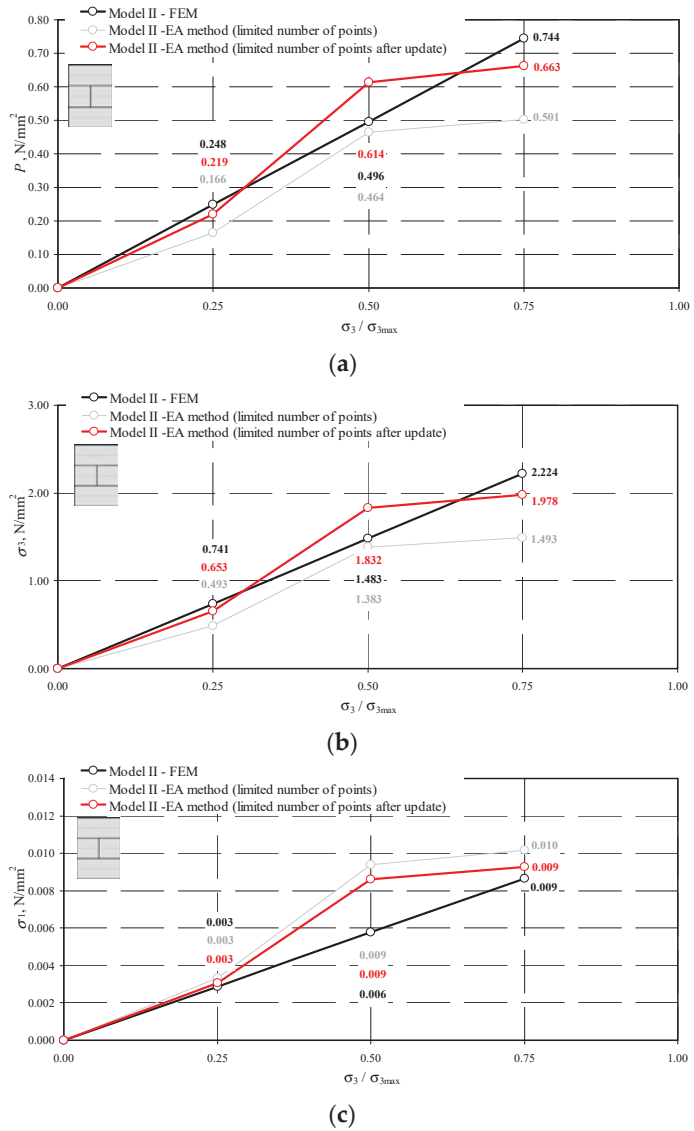 Model II - FEM
Model II -EA method (limited number of points)
Model II -EA method (limited number of points after update)
0.80
0.70
0.60
0.50
0.40
0.30
0.20
0.10
0.00
P , N/mm²
0.744
0.663
0.501
0.248
0.219
0.166
0.614
0.496
0.464
0.00 0.25 0.50 0.75 1.00
σ3 / σ3max
(a)
Model II - FEM
Model II -EA method (limited number of points)
Model II -EA method (limited number of points after update)
3.00
2.00
1.00
0.00
σ3, N/mm²
2.224
1.978
1.493
0.741
0.653
0.493
1.832
1.483
1.383
0.00 0.25 0.50 0.75 1.00
σ3 / σ3max
(b)
Model II - FEM
Model II -EA method (limited number of points)
Model II -EA method (limited number of points after update)
0.014
0.012
0.010
0.008
0.006
0.004
0.002
0.000
σ1, N/mm²
0.010
0.009
0.009
0.003
0.003
0.003
0.009
0.009
0.006
0.00 0.25 0.50 0.75 1.00
σ3 / σ3max
(c)